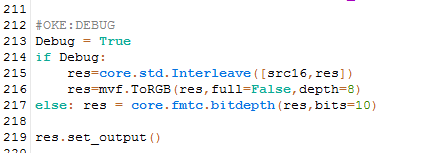 211
212 #OKE:DEBUG
213 Debug = True
214 if Debug:
215     res=core.std.Interleave([src16,res])
216     res=mvf.ToRGB(res,full=False,depth=8)
217 else: res = core.fmtc.bitdepth(res,bits=10)
218
219 res.set_output()